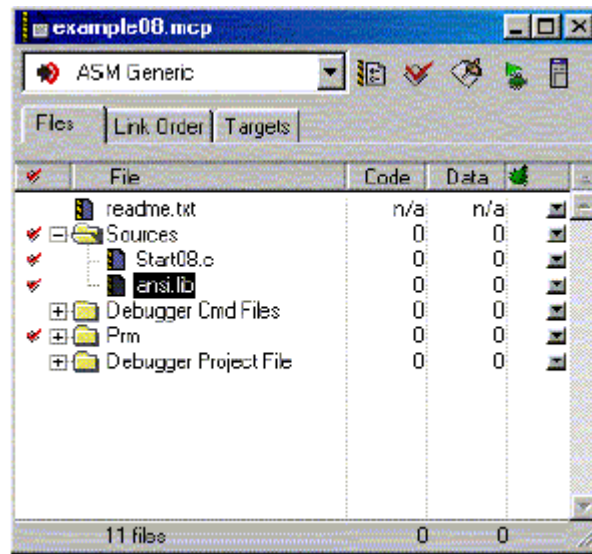 example08.mcp
ASM Generic
Files Link Order Targets
File Code Data
readme.txt n/a n/a
Sources 0 0
Start08.c 0 0
ansi.lib 0 0
Debugger Cmd Files 0 0
Prm 0 0
Debugger Project File 0 0
11 files 0 0